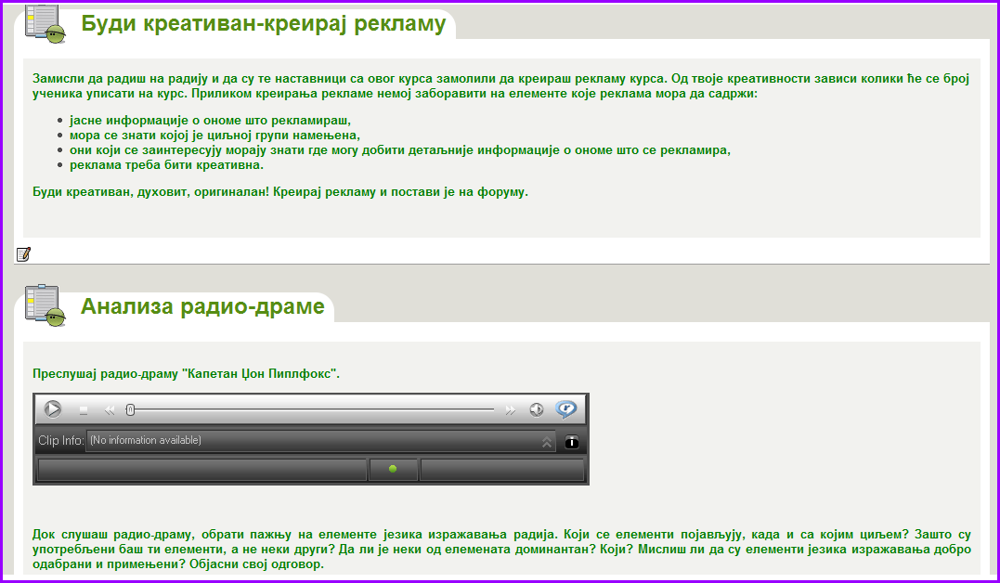 Буди креативан-креирај рекламу
Замисли да радиш на радију и да су те наставници са овог курса замолили да креираш рекламу курса. Од твоје креативности зависи колики ће се број
ученика уписати на курс. Приликом креирања рекламе немој заборавити на елементе које реклама мора да садржи:
јасне информације о ономе што рекламираш,
мора се знати којој је циљној групи намењена,
они који се заинтересују морају знати где могу добити детаљније информације о ономе што се рекламира,
реклама треба бити креативна.
Буди креативан, духовит, оригиналан! Креирај рекламу и постави је на форуму.
Анализа радио-драме
Преслушај радио-драму "Капетан Џон Пиплфокс".
Clip Info: (No information available)
Док слушаш радио-драму, обрати пажњу на елементе језика изражавања радија. Који се елементи појављују, када и са којим циљем? Зашто су
употребљени баш ти елементи, а не неки други? Да ли је неки од елемената доминантан? Који? Мислиш ли да су елементи језика изражавања добро
одабрани и примењени? Објасни свој одговор.